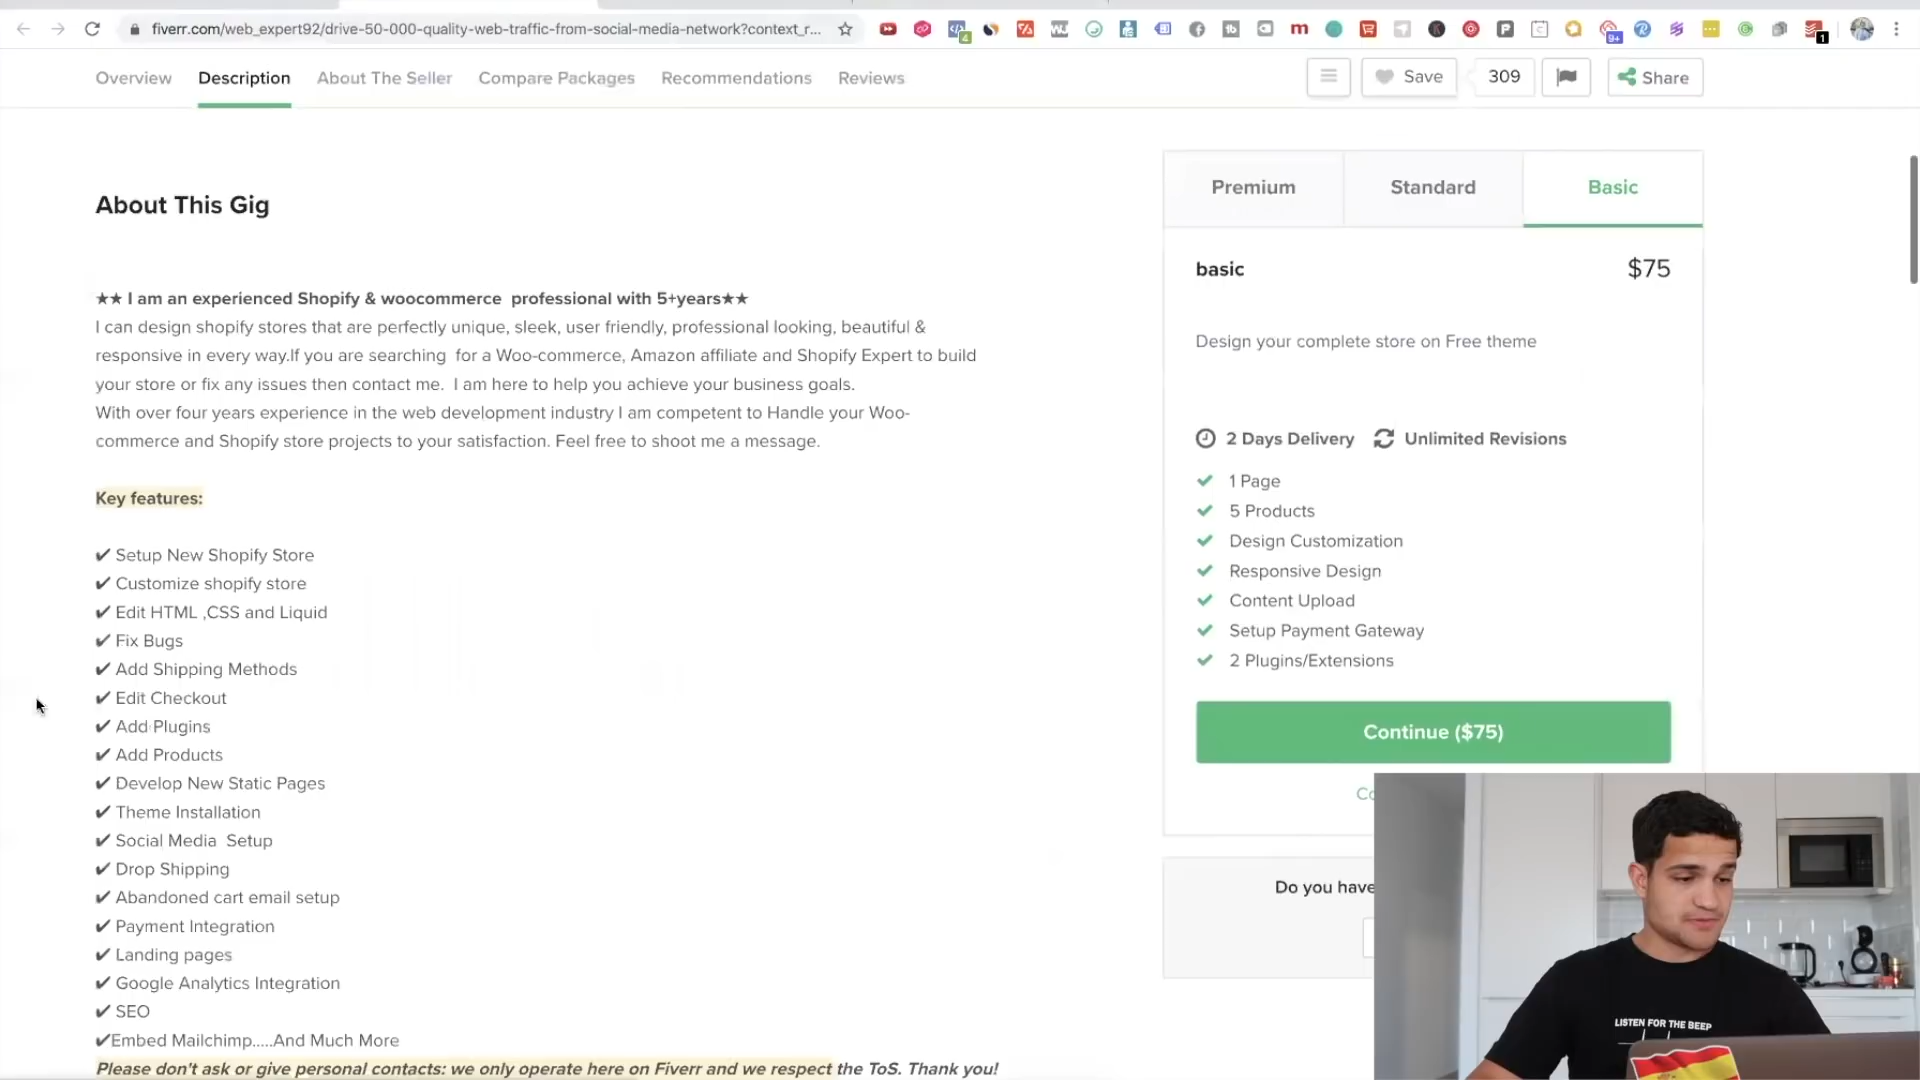 fiverr.com/web_expert92/drive-50-000-quality-web-traffic-from-social-media-network?context_r...
Overview Description About The Seller Compare Packages Recommendations Reviews
Save 309 Share
About This Gig
★★ I am an experienced Shopify & woocommerce professional with 5+years★★
I can design shopify stores that are perfectly unique, sleek, user friendly, professional looking, beautiful &
responsive in every way.If you are searching for a Woo-commerce, Amazon affiliate and Shopify Expert to build
your store or fix any issues then contact me. I am here to help you achieve your business goals.
With over four years experience in the web development industry I am competent to Handle your Woo-
commerce and Shopify store projects to your satisfaction. Feel free to shoot me a message.
Key features:
✔ Setup New Shopify Store
✔ Customize shopify store
✔ Edit HTML ,CSS and Liquid
✔ Fix Bugs
✔ Add Shipping Methods
✔ Edit Checkout
✔ Add Plugins
✔ Add Products
✔ Develop New Static Pages
✔ Theme Installation
✔ Social Media Setup
✔ Drop Shipping
✔ Abandoned cart email setup
✔ Payment Integration
✔ Landing pages
✔ Google Analytics Integration
✔ SEO
✔Embed Mailchimp.....And Much More
Please don't ask or give personal contacts: we only operate here on Fiverr and we respect the ToS. Thank you!
Premium Standard Basic
basic $75
Design your complete store on Free theme
2 Days Delivery Unlimited Revisions
1 Page
5 Products
Design Customization
Responsive Design
Content Upload
Setup Payment Gateway
2 Plugins/Extensions
Continue ($75)
Do you have
LISTEN FOR THE BEEP